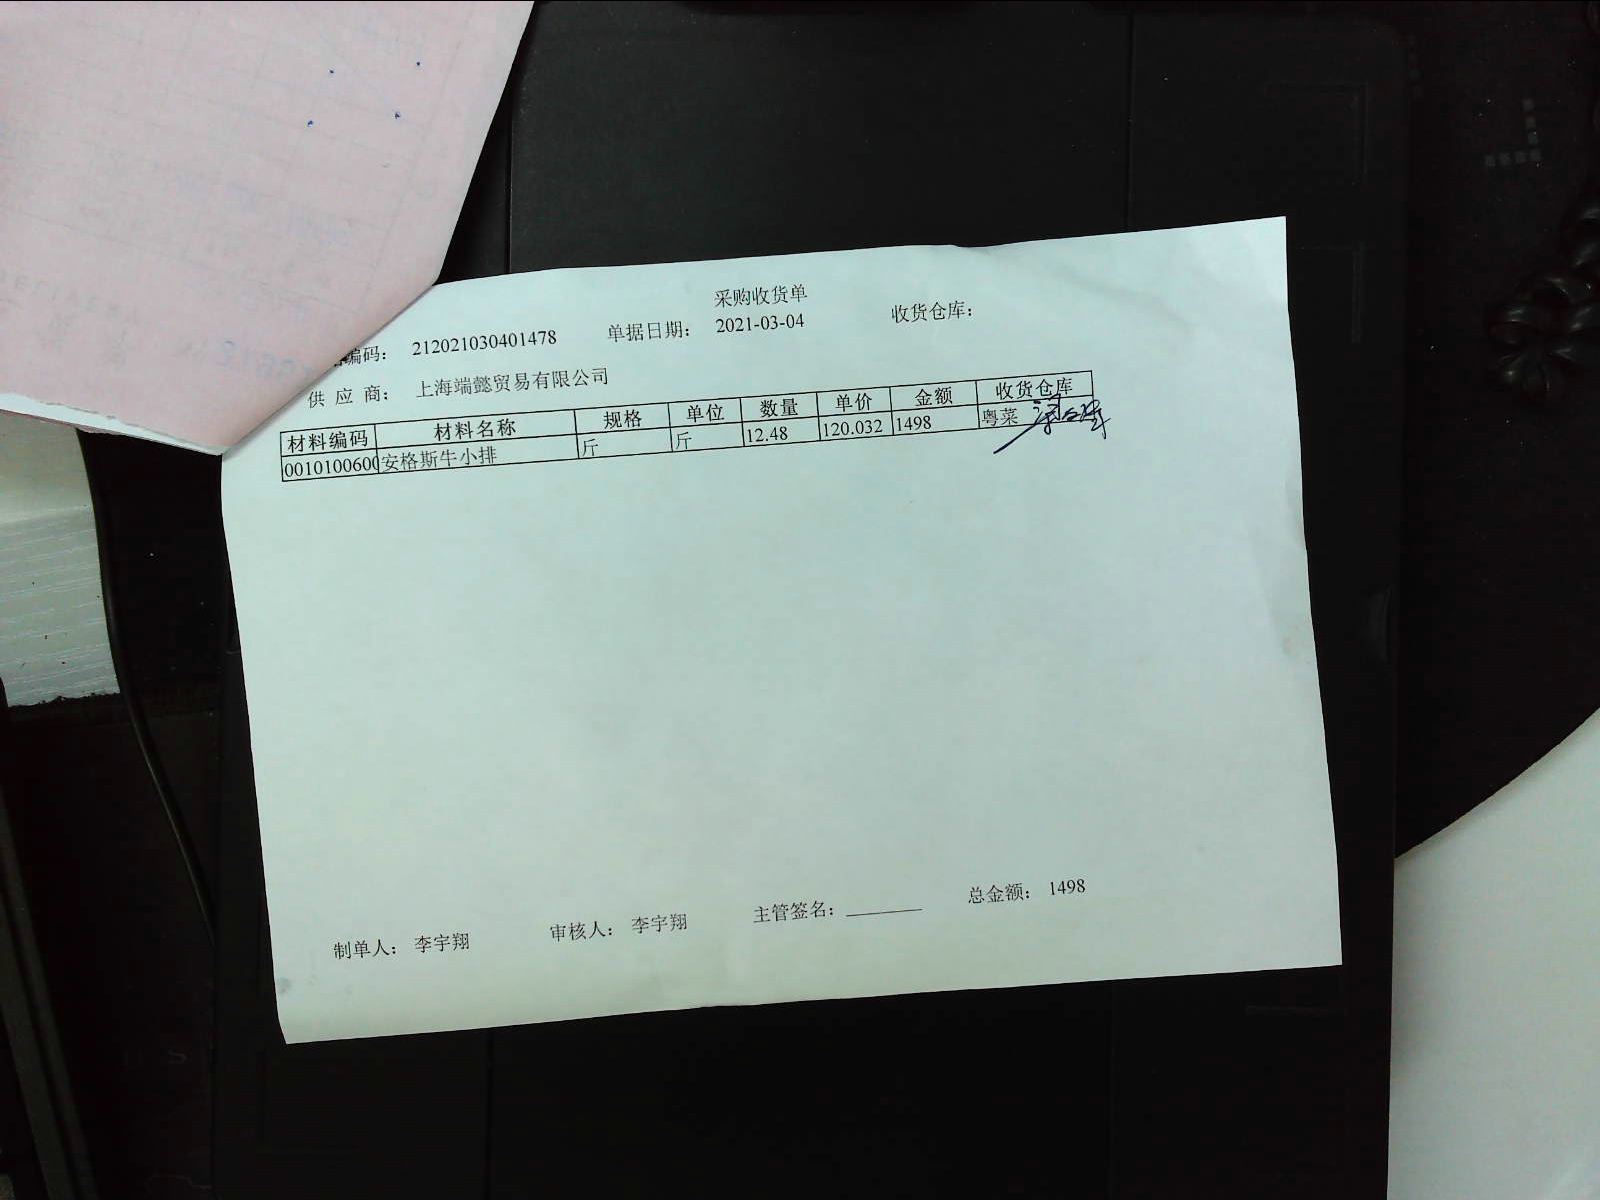 采购收货单
编码： 212021030401478 单据日期： 2021-03-04 收货仓库：
供 应 商： 上海端懿贸易有限公司
材料编码 材料名称 规格 单位 数量 单价 金额 收货仓库
0010100600 安格斯牛小排 斤 斤 12.48 120.032 1498 粤菜
制单人： 李宇翔 审核人： 李宇翔 主管签名： 总金额： 1498